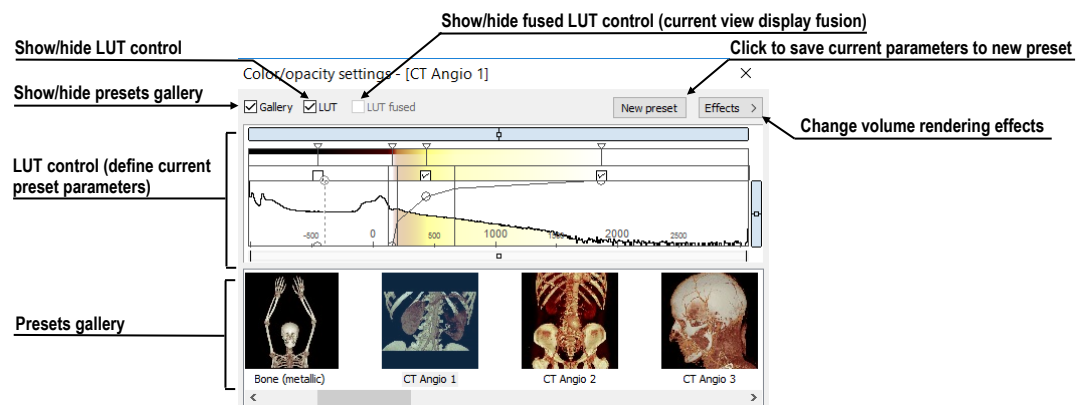 Show/hide fused LUT control (current view display fusion)
Show/hide LUT control
Click to save current parameters to new preset
Color/opacity settings - [CT Angio 1]
Show/hide presets gallery
Gallery LUT LUT fused New preset Effects >
Change volume rendering effects
LUT control (define current
preset parameters)
-500 0 500 1000 1500 2000 2500
Presets gallery
Bone (metallic) CT Angio 1 CT Angio 2 CT Angio 3